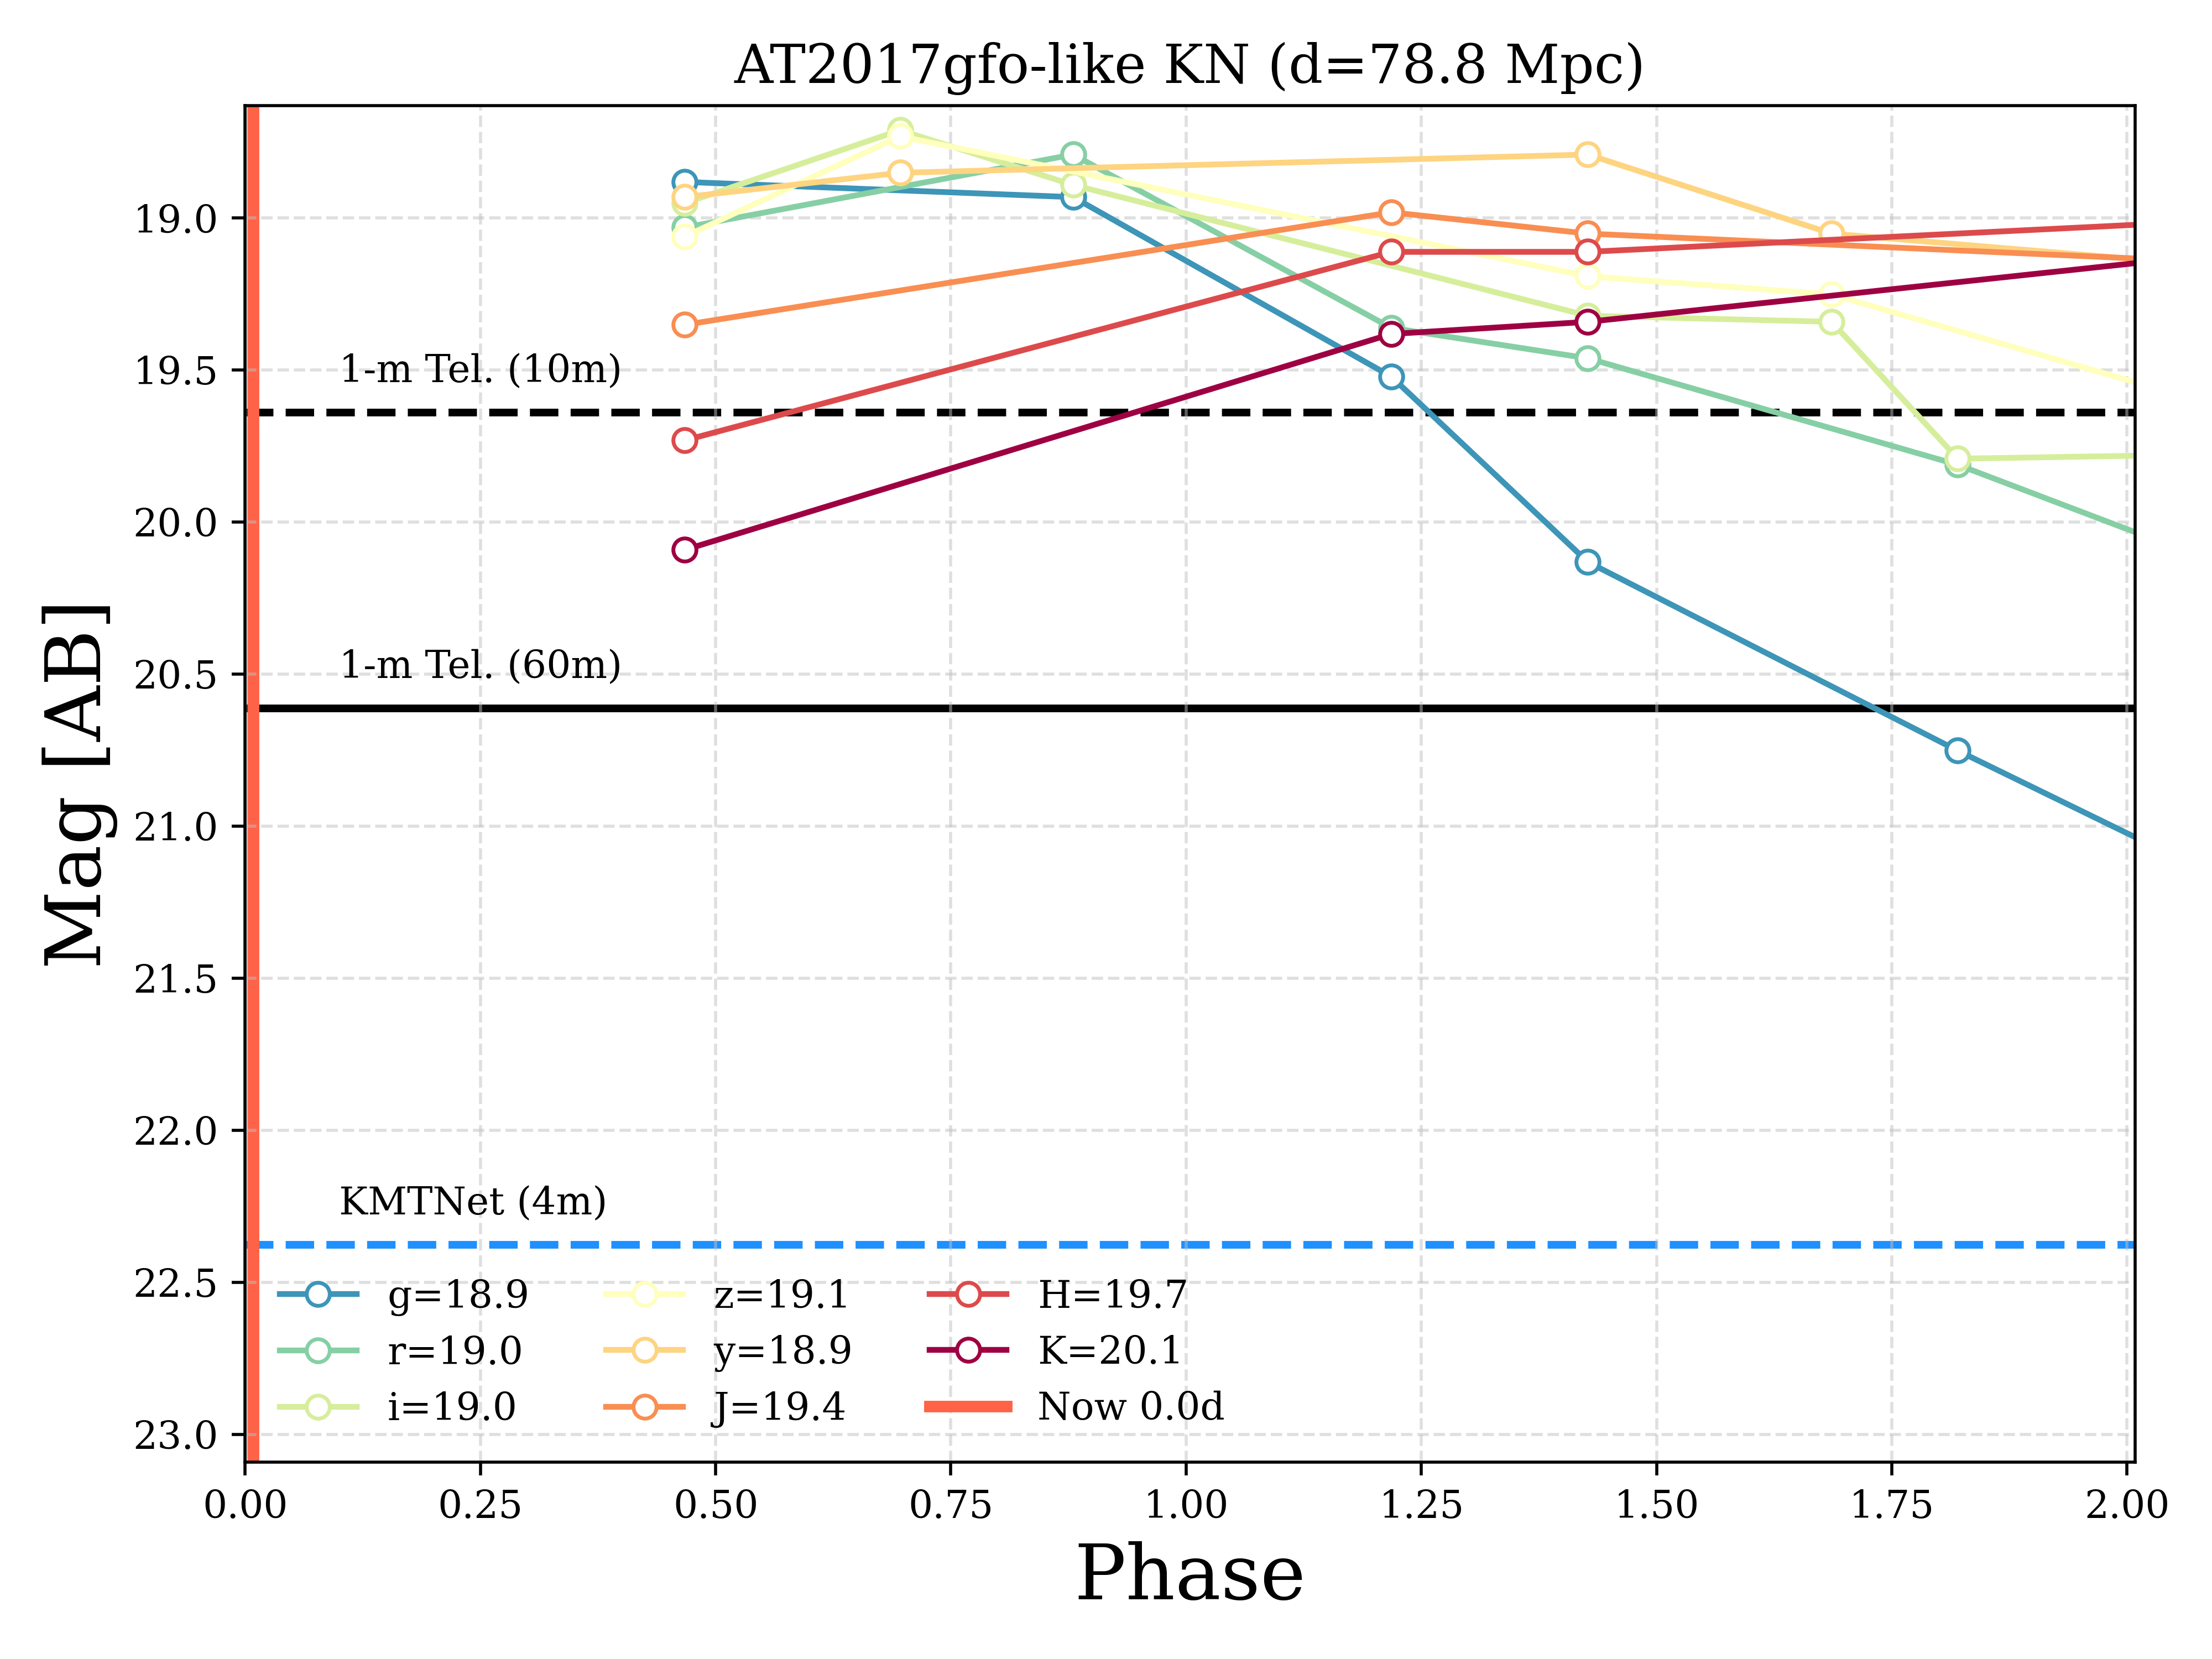 AT2017gfo-like KN (d=78.8 Mpc)
Mag [AB]
19.0
19.5
20.0
20.5
21.0
21.5
22.0
22.5
23.0
1-m Tel. (10m)
1-m Tel. (60m)
KMTNet (4m)
g=18.9
r=19.0
i=19.0
z=19.1
y=18.9
J=19.4
H=19.7
K=20.1
Now 0.0d
0.00 0.25 0.50 0.75 1.00 1.25 1.50 1.75 2.00
Phase